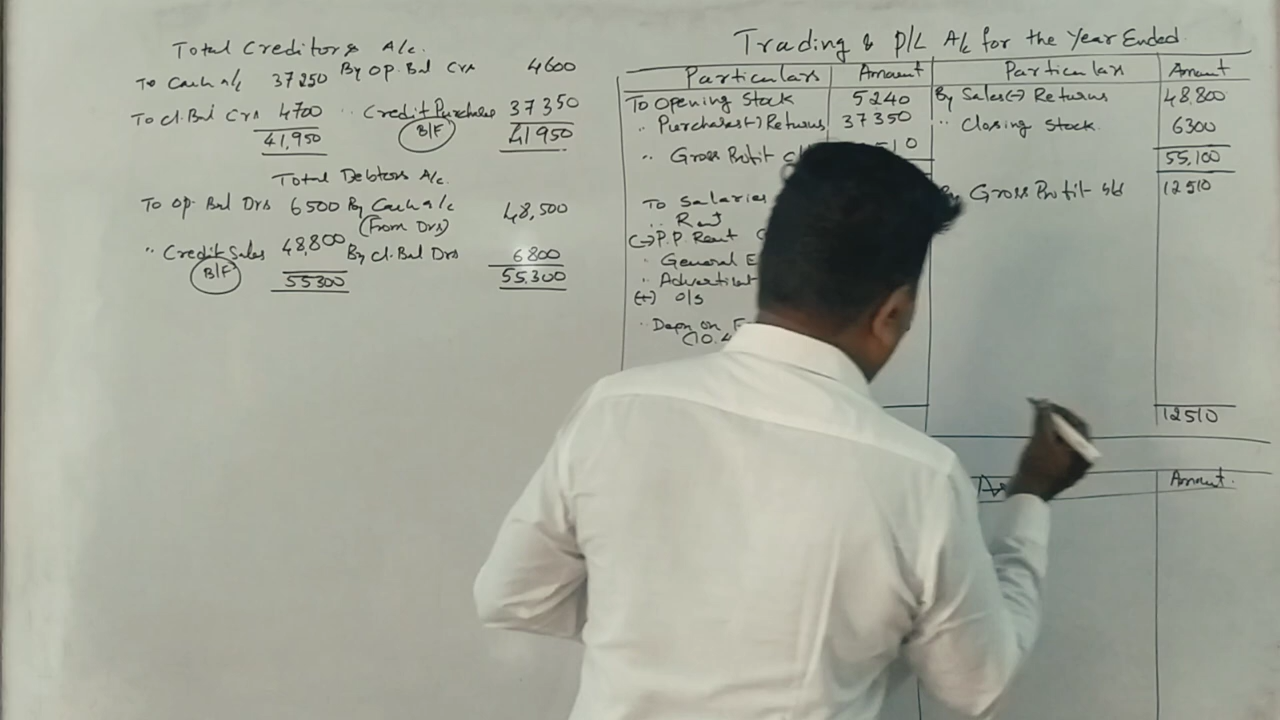 Total Creditors A/c.
To Cash a/c 37250 By Op. Bal Crs 4600
To cl. Bal Crs 4700 " Credit Purchase 37350
B/F
41,950 41950
Total Debtors A/c.
To Op. Bal Drs 6500 By Cash a/c 48,500
(From Drs)
" Credit Sales 48,800 By cl. Bal Drs 6800
B/F
55300 55,300
Trading & P/L A/c for the Year Ended
Particulars Amount Particulars Amount
To Opening Stock 5240 By Sales (-) Returns 48,800
" Purchases (-) Returns 37350 " Closing Stock. 6300
" Gross Profit 55,100
To Salaries Gross Profit b/d 12510
" Rent
(-) P.P Rent
" General
(+) o/s
" Depn on
12510
Amount.